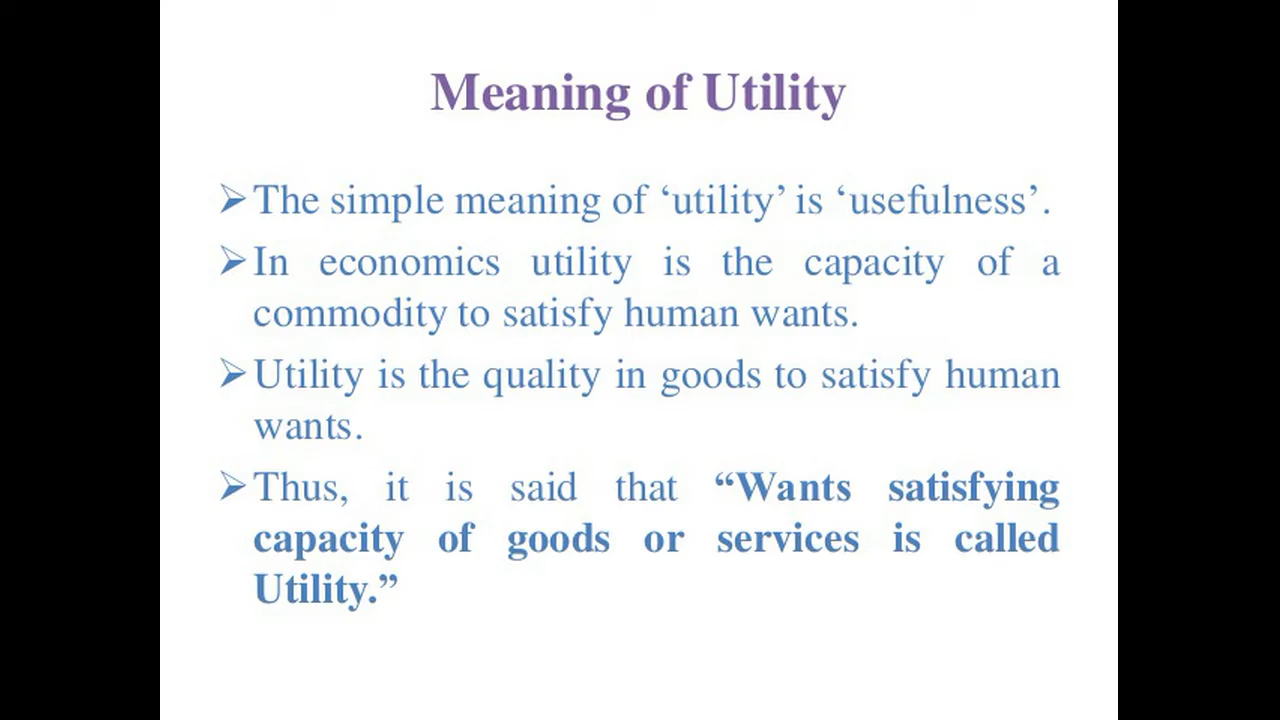 Meaning of Utility
➢The simple meaning of ‘utility’ is ‘usefulness’.
➢In economics utility is the capacity of a
commodity to satisfy human wants.
➢Utility is the quality in goods to satisfy human
wants.
➢Thus, it is said that “Wants satisfying
capacity of goods or services is called
Utility.”